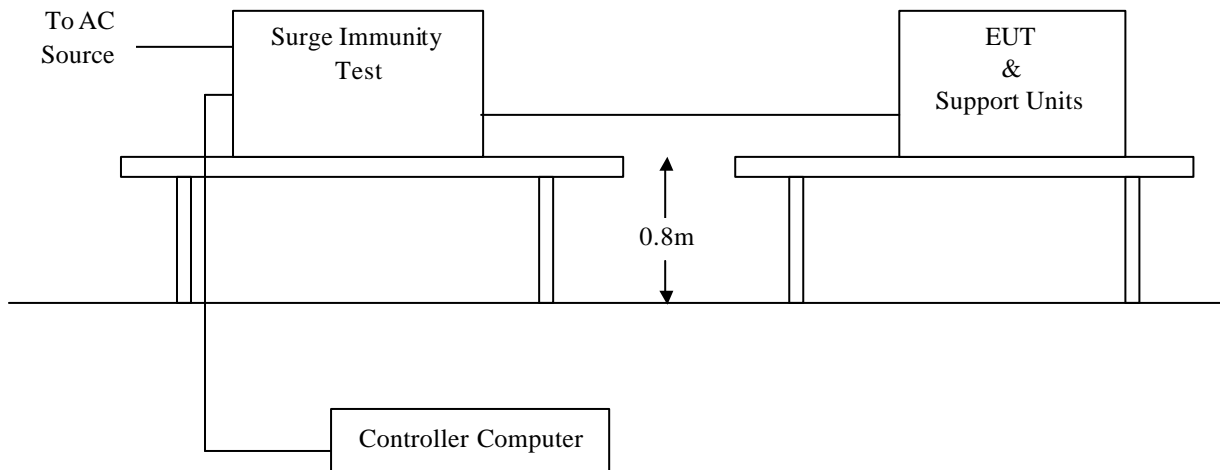 To AC
Source
Surge Immunity
Test
EUT
&
Support Units
0.8m
Controller Computer